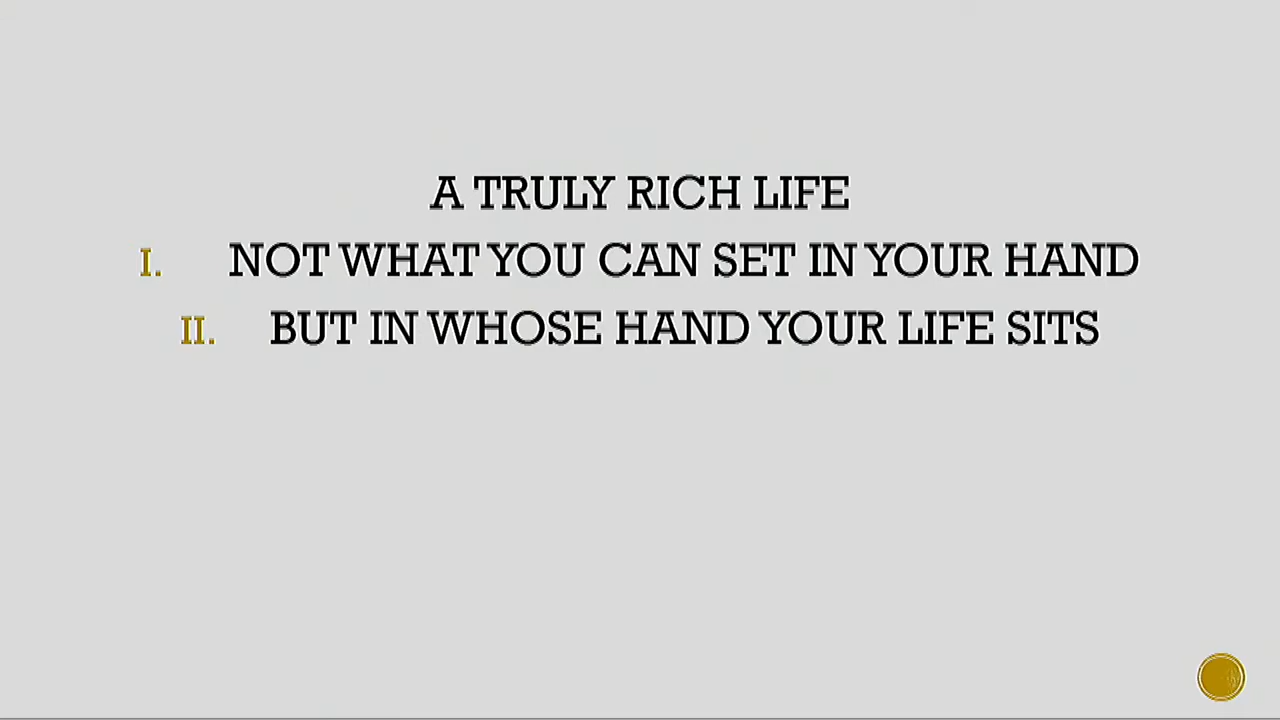 A TRULY RICH LIFE
I. NOT WHAT YOU CAN SET IN YOUR HAND
II. BUT IN WHOSE HAND YOUR LIFE SITS